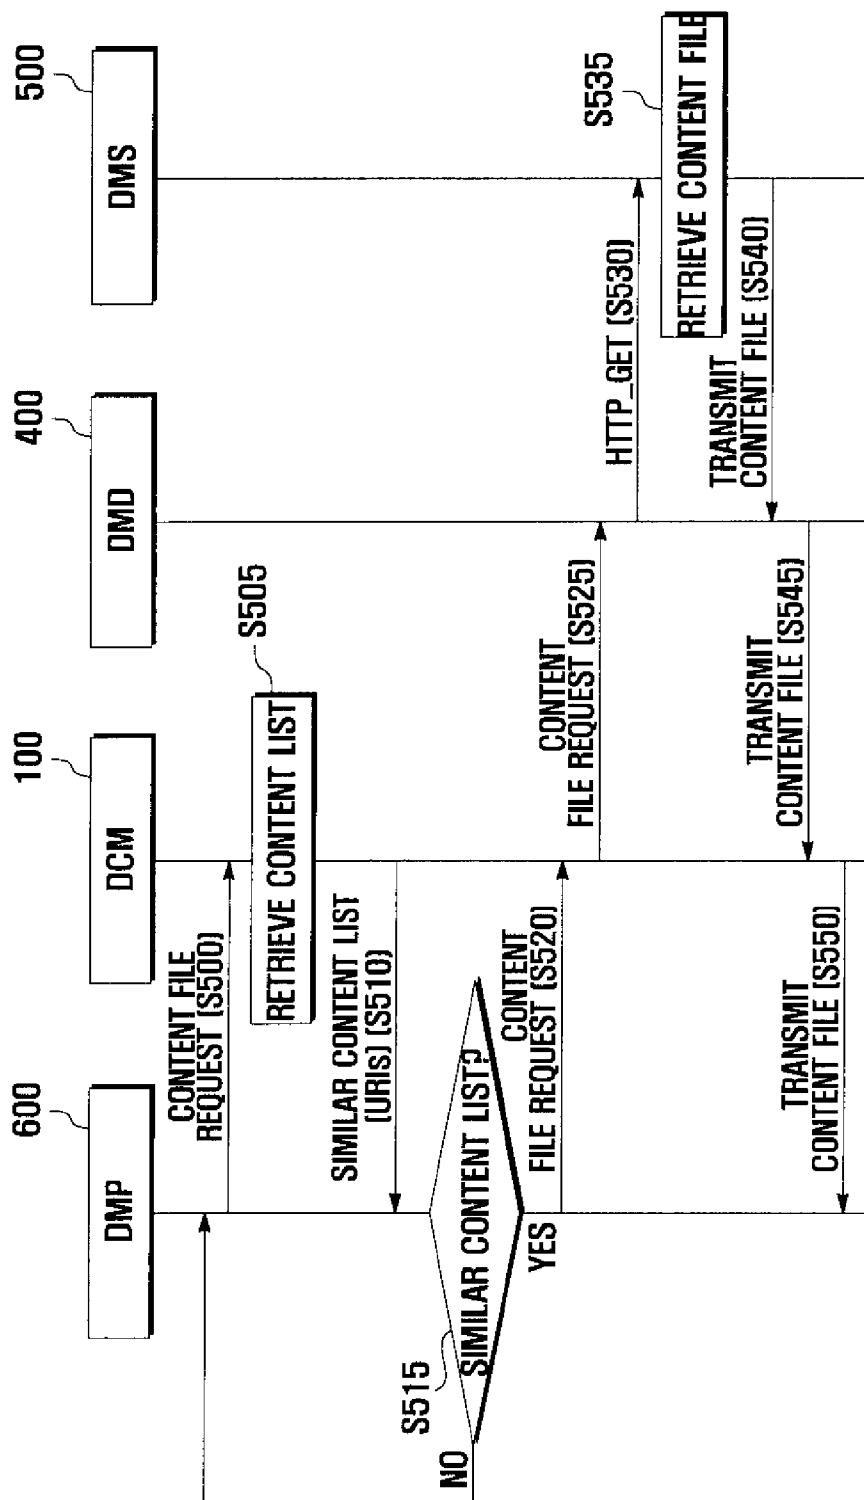 600
100
400
500
DMP
DCM
DMD
DMS
CONTENT FILE
REQUEST (S500)
S505
RETRIEVE CONTENT LIST
SIMILAR CONTENT LIST
(URIs) (S510)
S515
SIMILAR CONTENT LIST?
NO
YES
CONTENT
FILE REQUEST (S520)
CONTENT
FILE REQUEST (S525)
HTTP_GET (S530)
S535
RETRIEVE CONTENT FILE
TRANSMIT
CONTENT FILE (S540)
TRANSMIT
CONTENT FILE (S545)
TRANSMIT
CONTENT FILE (S550)